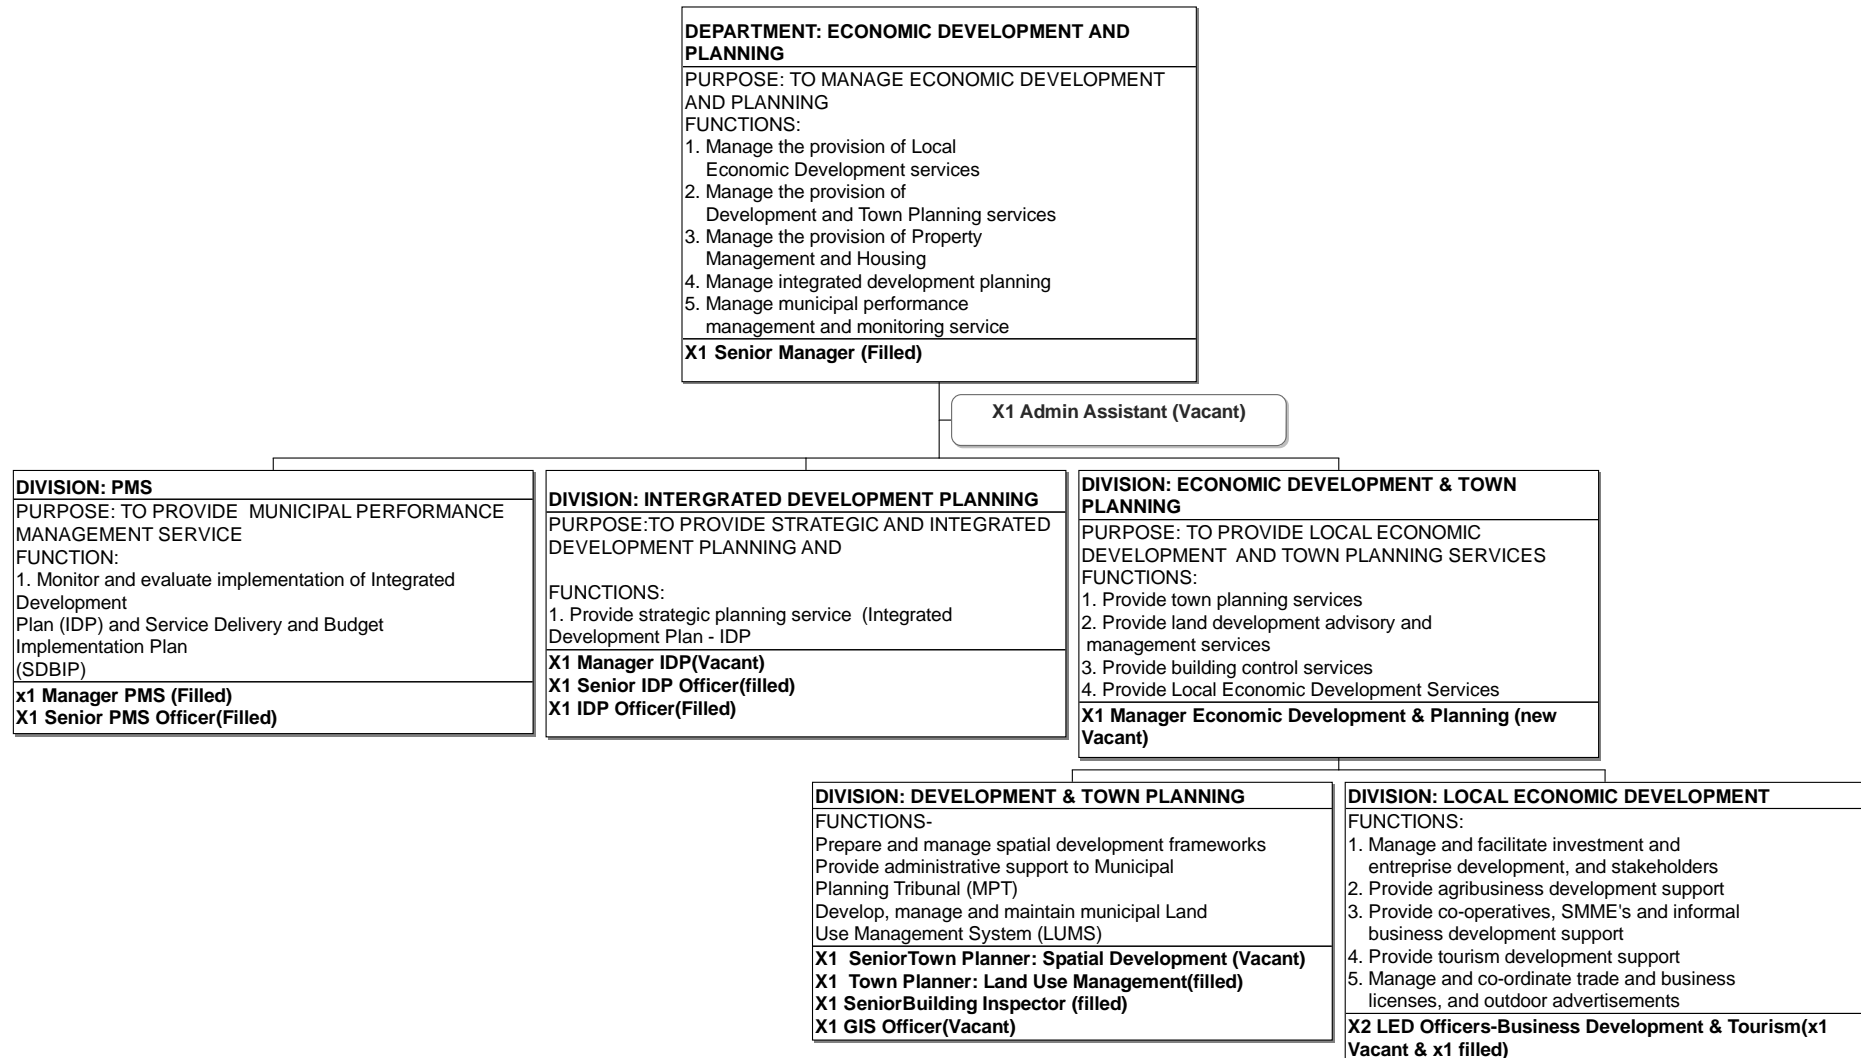 DEPARTMENT: ECONOMIC DEVELOPMENT AND
PLANNING
PURPOSE: TO MANAGE ECONOMIC DEVELOPMENT
AND PLANNING
FUNCTIONS:
1. Manage the provision of Local
Economic Development services
2. Manage the provision of
Development and Town Planning services
3. Manage the provision of Property
Management and Housing
4. Manage integrated development planning
5. Manage municipal performance
management and monitoring service
X1 Senior Manager (Filled)
X1 Admin Assistant (Vacant)
DIVISION: PMS
PURPOSE: TO PROVIDE MUNICIPAL PERFORMANCE
MANAGEMENT SERVICE
FUNCTION:
1. Monitor and evaluate implementation of Integrated
Development
Plan (IDP) and Service Delivery and Budget
Implementation Plan
(SDBIP)
x1 Manager PMS (Filled)
X1 Senior PMS Officer(Filled)
DIVISION: INTERGRATED DEVELOPMENT PLANNING
PURPOSE:TO PROVIDE STRATEGIC AND INTEGRATED
DEVELOPMENT PLANNING AND
FUNCTIONS:
1. Provide strategic planning service (Integrated
Development Plan - IDP
X1 Manager IDP(Vacant)
X1 Senior IDP Officer(filled)
X1 IDP Officer(Filled)
DIVISION: ECONOMIC DEVELOPMENT & TOWN
PLANNING
PURPOSE: TO PROVIDE LOCAL ECONOMIC
DEVELOPMENT AND TOWN PLANNING SERVICES
FUNCTIONS:
1. Provide town planning services
2. Provide land development advisory and
management services
3. Provide building control services
4. Provide Local Economic Development Services
X1 Manager Economic Development & Planning (new
Vacant)
DIVISION: DEVELOPMENT & TOWN PLANNING
FUNCTIONS-
Prepare and manage spatial development frameworks
Provide administrative support to Municipal
Planning Tribunal (MPT)
Develop, manage and maintain municipal Land
Use Management System (LUMS)
X1 SeniorTown Planner: Spatial Development (Vacant)
X1 Town Planner: Land Use Management(filled)
X1 SeniorBuilding Inspector (filled)
X1 GIS Officer(Vacant)
DIVISION: LOCAL ECONOMIC DEVELOPMENT
FUNCTIONS:
1. Manage and facilitate investment and
entreprise development, and stakeholders
2. Provide agribusiness development support
3. Provide co-operatives, SMME's and informal
business development support
4. Provide tourism development support
5. Manage and co-ordinate trade and business
licenses, and outdoor advertisements
X2 LED Officers-Business Development & Tourism(x1
Vacant & x1 filled)